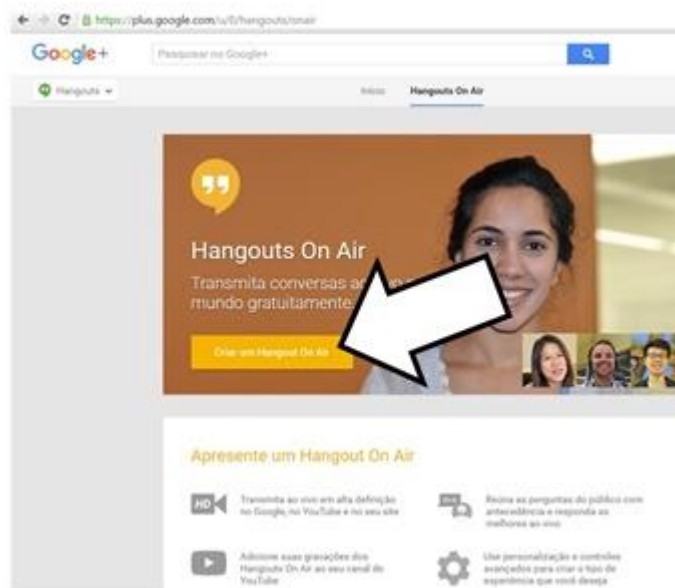 https://plus.google.com/u/0/hangouts/onair
Google+
Pesquisar no Google+
Hangouts
Início
Hangouts On Air
Hangouts On Air
Transmita conversas ao
mundo gratuitamente.
Criar um Hangout On Air
Apresente um Hangout On Air
HD
Transmita ao vivo em alta definição
no Google, no YouTube e no seu site
Reúna as perguntas do público com
antecedência e responda as
melhores ao vivo
Adicione suas gravações dos
Hangouts On Air ao seu canal do
YouTube
Use personalização e controles
avançados para criar o tipo de
experiência que você deseja